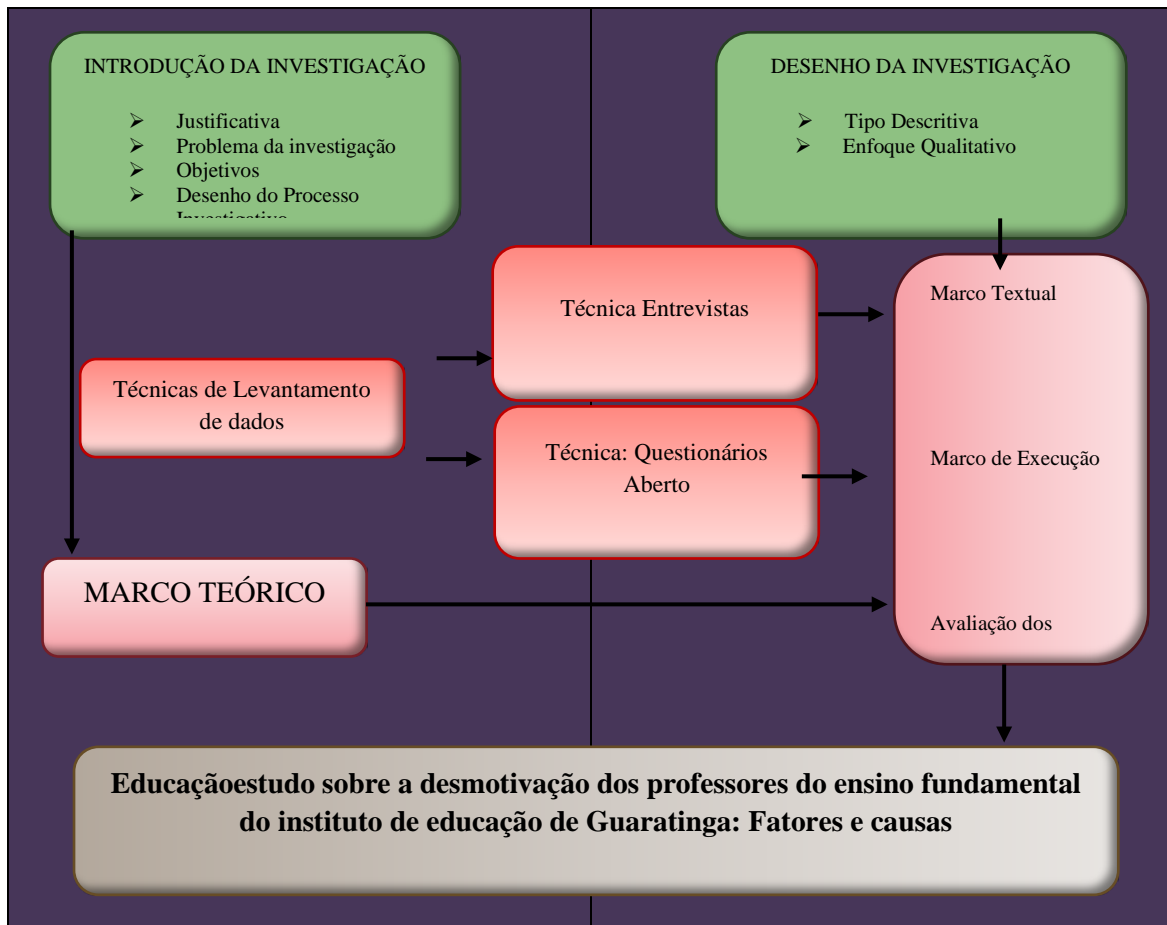 INTRODUÇÃO DA INVESTIGAÇÃO
➢ Justificativa
➢ Problema da investigação
➢ Objetivos
➢ Desenho do Processo
DESENHO DA INVESTIGAÇÃO
➢ Tipo Descritiva
➢ Enfoque Qualitativo
Técnica Entrevistas
Marco Textual
Técnicas de Levantamento
de dados
Técnica: Questionários
Aberto
Marco de Execução
MARCO TEÓRICO
Avaliação dos
Educaçãoestudo sobre a desmotivação dos professores do ensino fundamental
do instituto de educação de Guaratinga: Fatores e causas